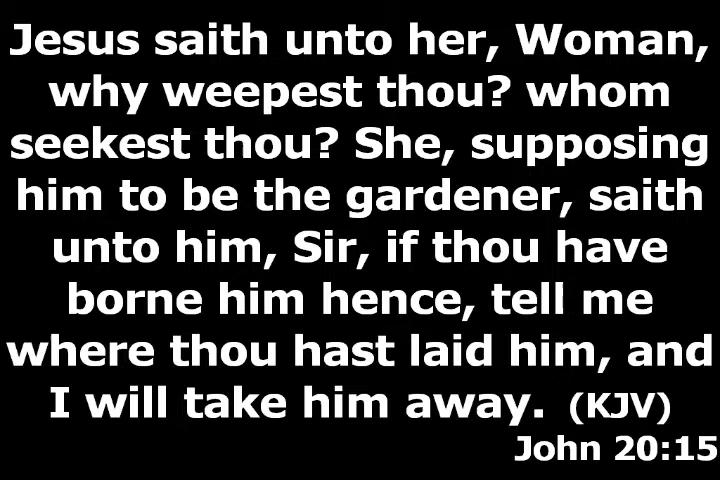 Jesus saith unto her, Woman,
why weepest thou? whom
seekest thou? She, supposing
him to be the gardener, saith
unto him, Sir, if thou have
borne him hence, tell me
where thou hast laid him, and
I will take him away. (KJV)
John 20:15